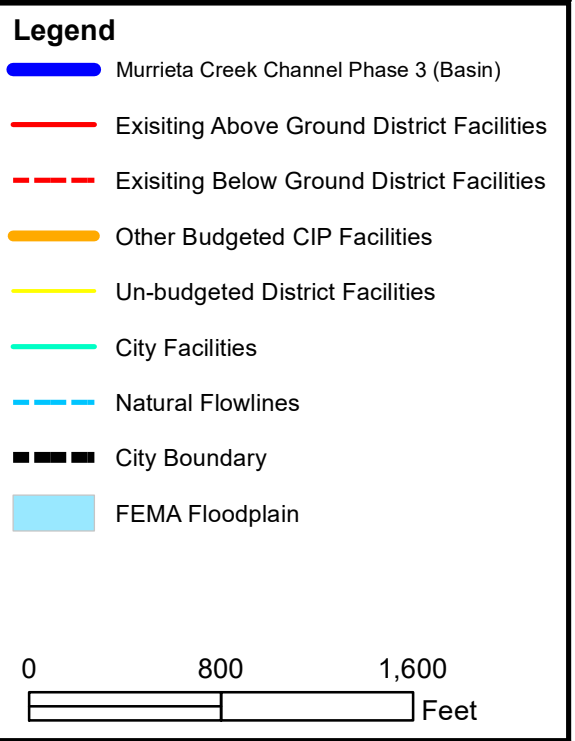 Legend
Murrieta Creek Channel Phase 3 (Basin)
Exisiting Above Ground District Facilities
Exisiting Below Ground District Facilities
Other Budgeted CIP Facilities
Un-budgeted District Facilities
City Facilities
Natural Flowlines
City Boundary
FEMA Floodplain
0 800 1,600
Feet